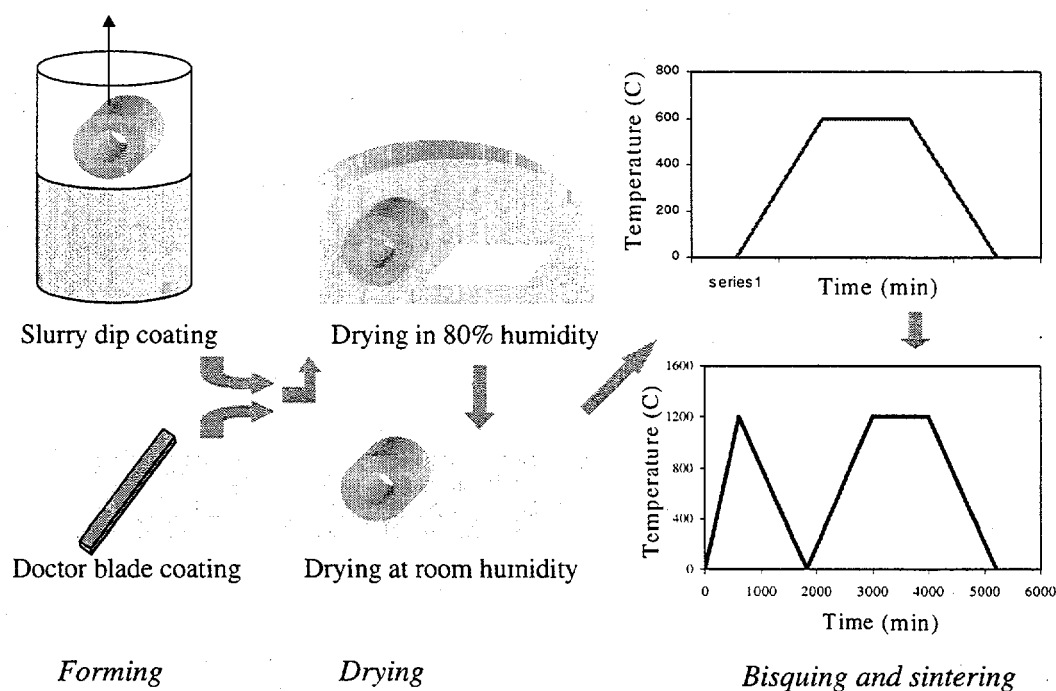 Slurry dip coating
Doctor blade coating
Forming
Drying in 80% humidity
Drying at room humidity
Drying
Temperature (C)
800
600
400
200
0
series1
Time (min)
Temperature (C)
1600
1200
800
400
0
0 1000 2000 3000 4000 5000 6000
Time (min)
Bisquing and sintering